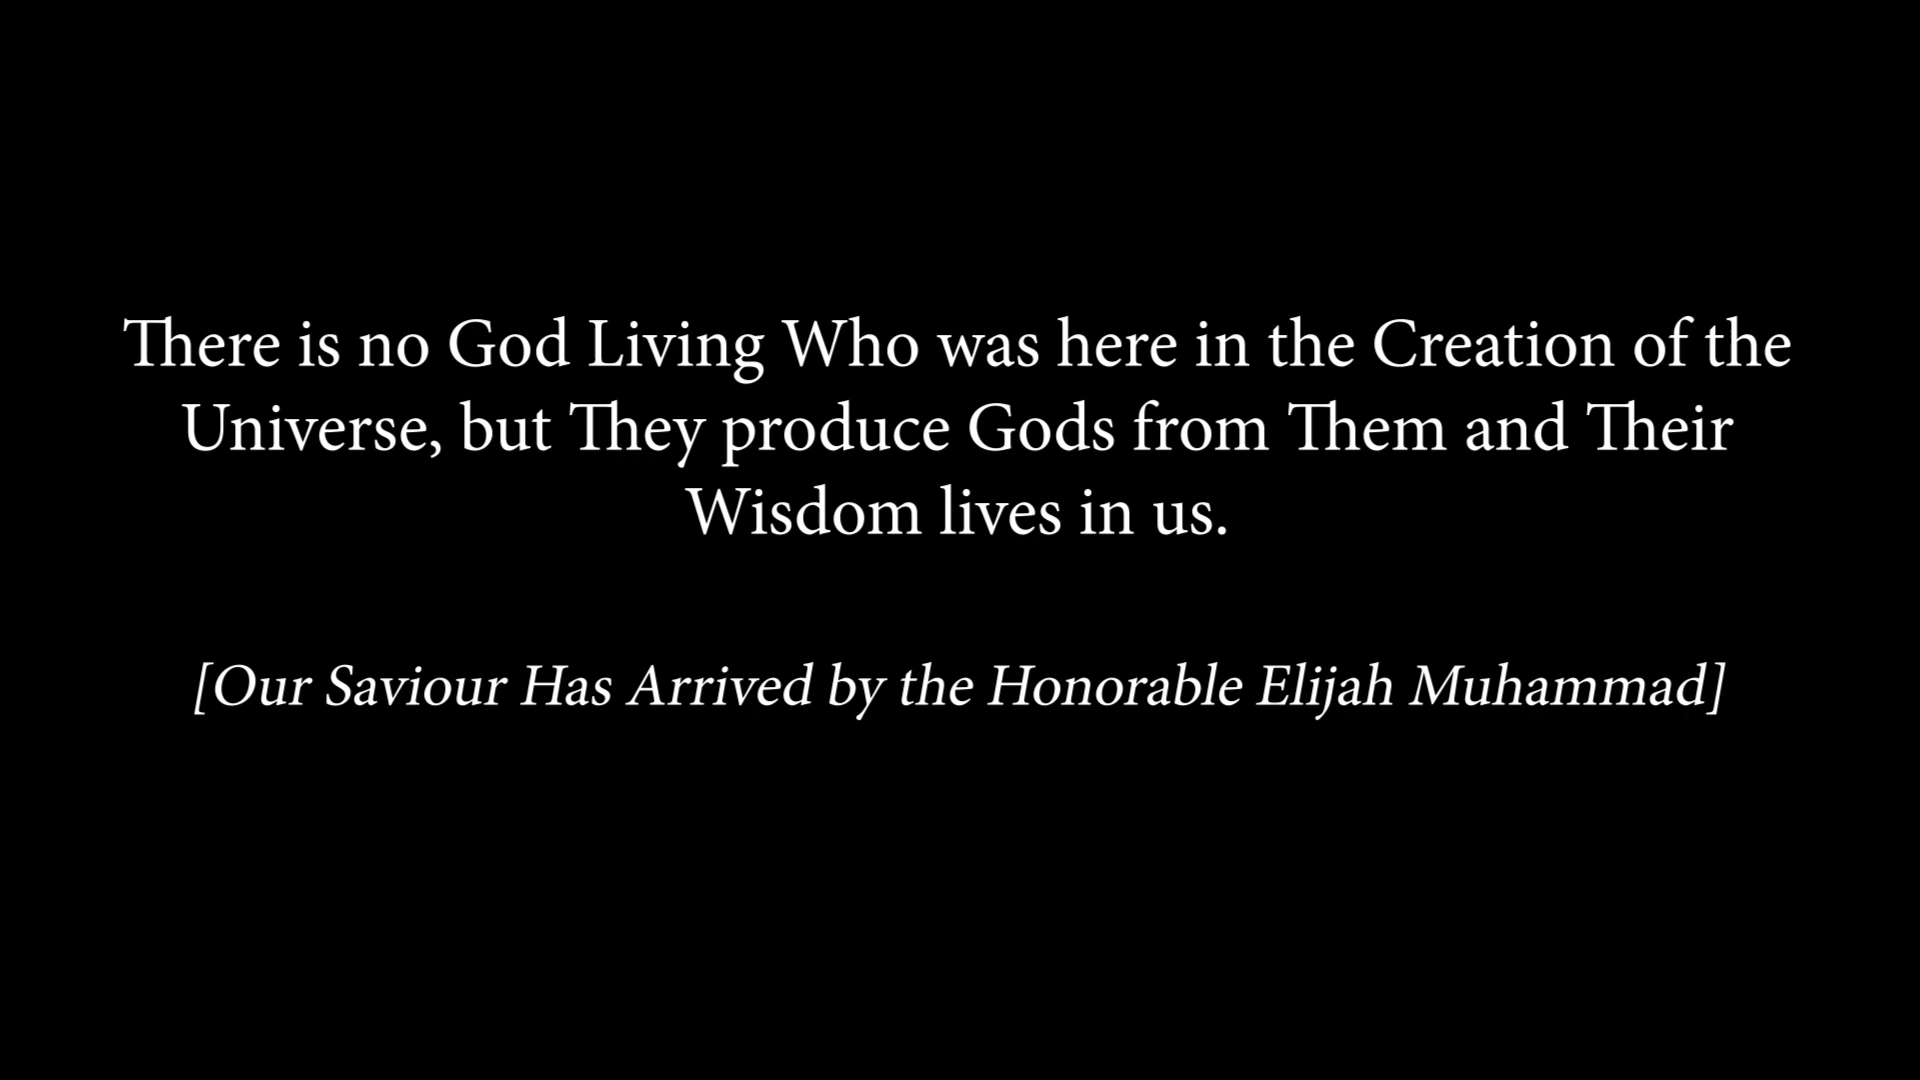 There is no God Living Who was here in the Creation of the
Universe, but They produce Gods from Them and Their
Wisdom lives in us.
[Our Saviour Has Arrived by the Honorable Elijah Muhammad]